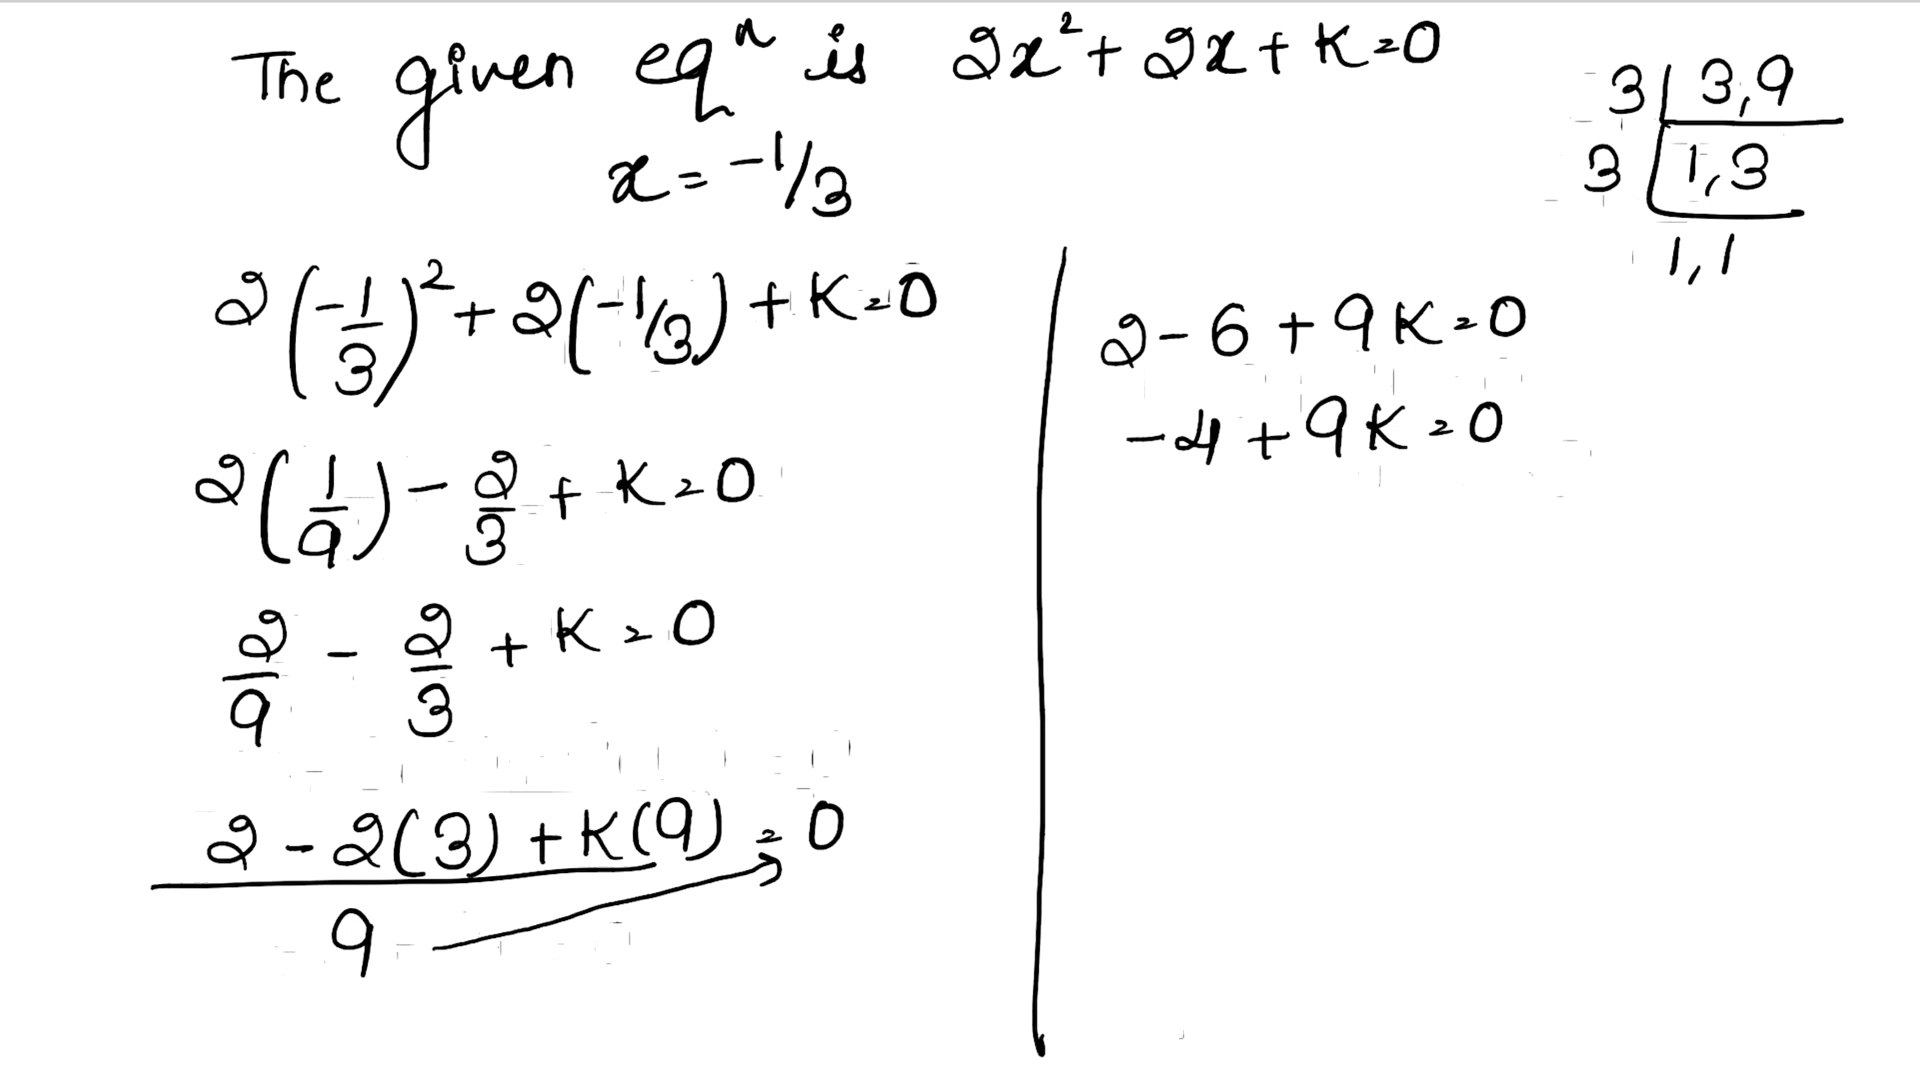 The given eqⁿ is 2x² + 2x + K = 0
x = -1/3
2(-1/3)² + 2(-1/3) + K = 0
2(1/9) - 2/3 + K = 0
2/9 - 2/3 + K = 0
2 - 2(3) + K(9) = 0
9
3 | 3, 9
3 | 1, 3
1, 1
2 - 6 + 9K = 0
-4 + 9K = 0